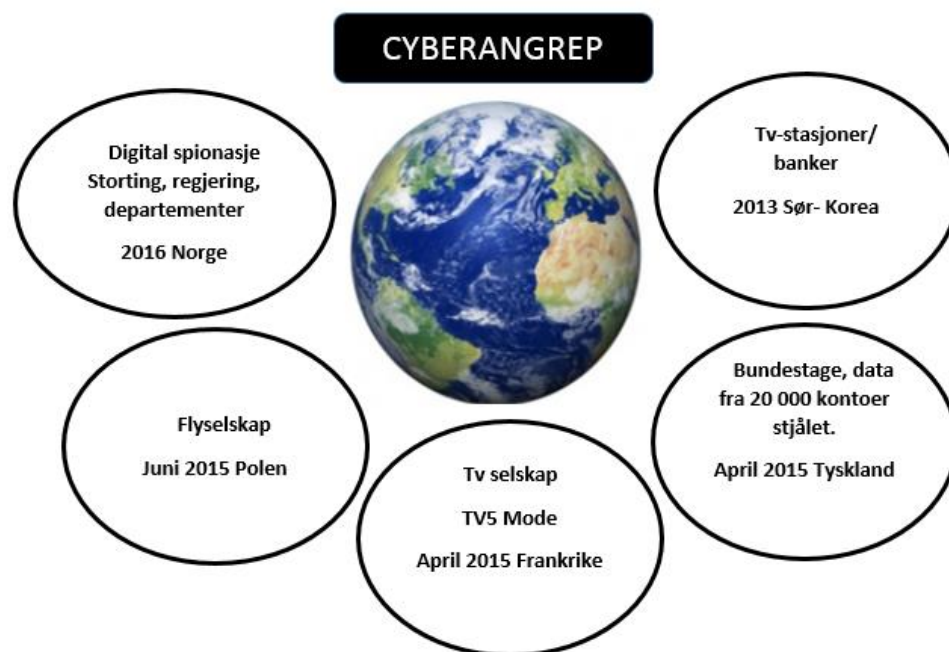 CYBERANGREP
Digital spionasje
Storting, regjering,
departementer
2016 Norge
Tv-stasjoner/
banker
2013 Sør- Korea
Flyselskap
Juni 2015 Polen
Tv selskap
TV5 Mode
April 2015 Frankrike
Bundestage, data
fra 20 000 kontoer
stjålet.
April 2015 Tyskland